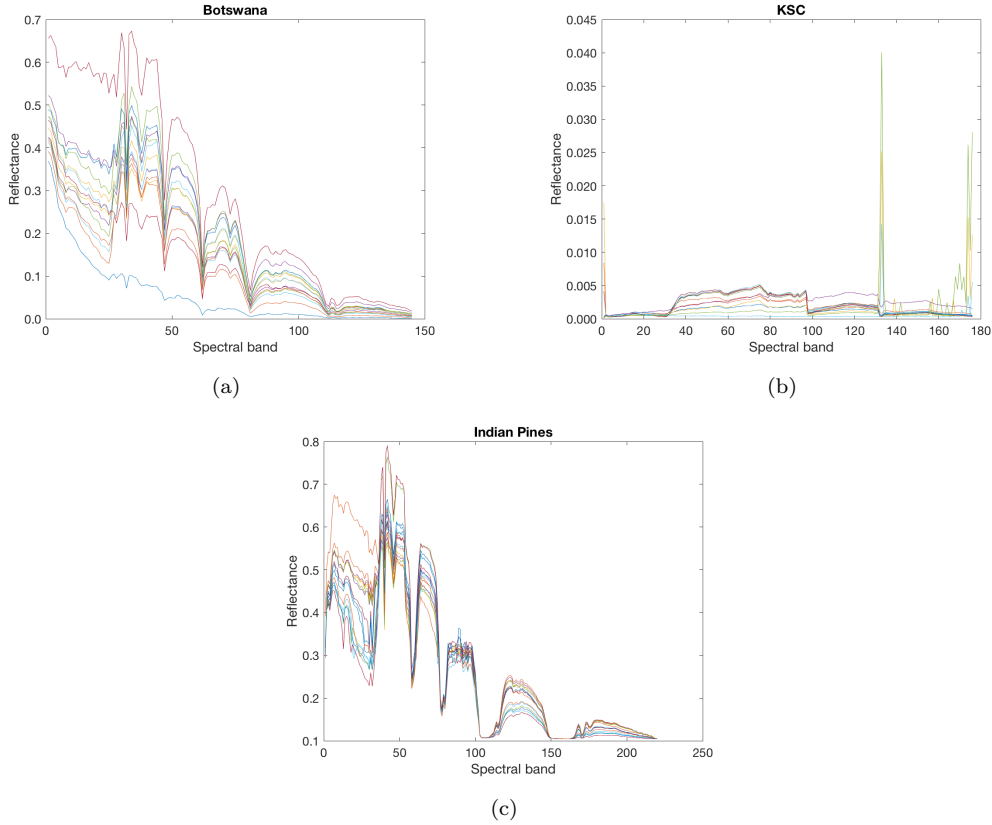 Botswana
0.7
0.6
0.5
0.4
0.3
0.2
0.1
0.0
Reflectance
0 50 100 150
Spectral band
(a)
KSC
0.045
0.040
0.035
0.030
0.025
0.020
0.015
0.010
0.005
0.000
Reflectance
0 20 40 60 80 100 120 140 160 180
Spectral band
(b)
Indian Pines
0.8
0.7
0.6
0.5
0.4
0.3
0.2
0.1
Reflectance
0 50 100 150 200 250
Spectral band
(c)